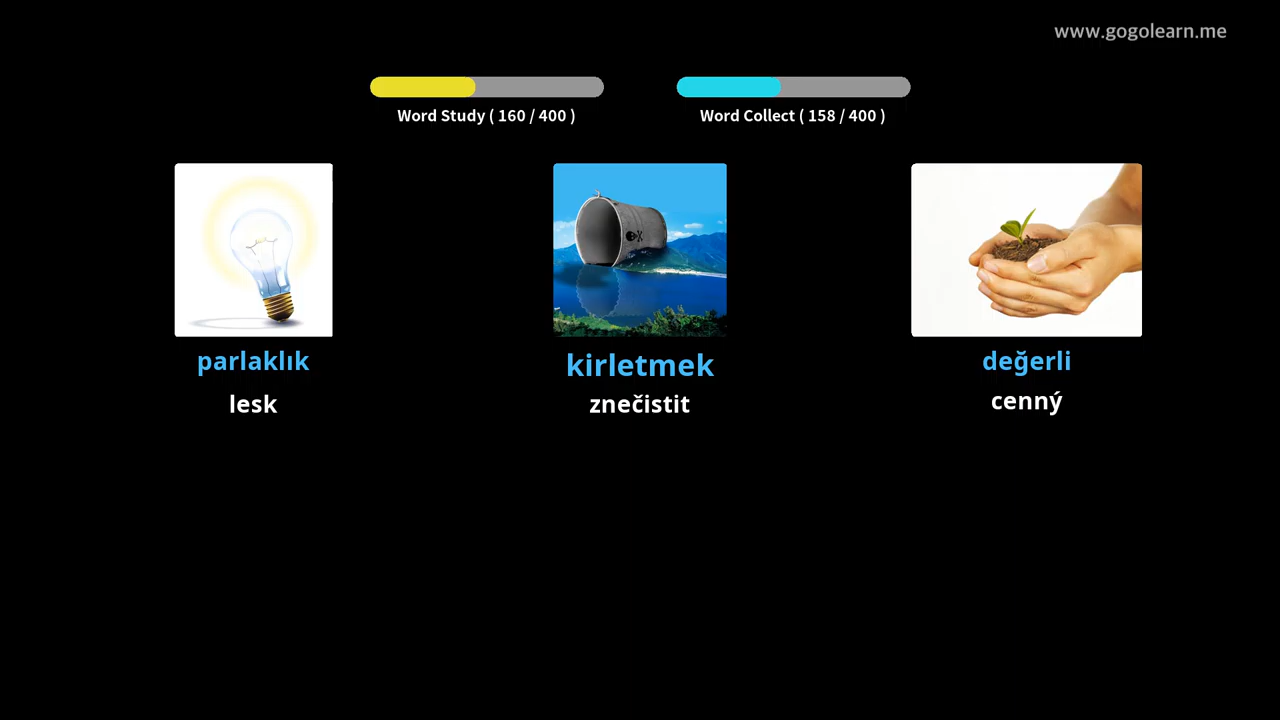 www.gogolearn.me
Word Study ( 160 / 400 )
Word Collect ( 158 / 400 )
parlaklık
lesk
kirletmek
znečistit
değerli
cenný